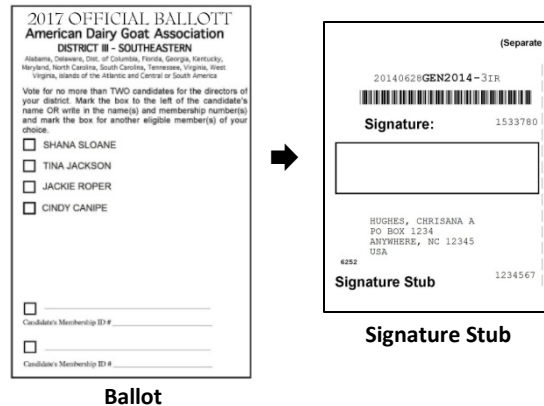 2017 OFFICIAL BALLOTT
American Dairy Goat Association
DISTRICT III - SOUTHEASTERN
Alabama, Delaware, Dist. of Columbia, Florida, Georgia, Kentucky,
Maryland, North Carolina, South Carolina, Tennessee, Virginia, West
Virginia, islands of the Atlantic and Central or South America
Vote for no more than TWO candidates for the directors of
your district. Mark the box to the left of the candidate's
name OR write in the name(s) and membership number(s)
and mark the box for another eligible member(s) of your
choice.
SHANA SLOANE
TINA JACKSON
JACKIE ROPER
CINDY CANIPE
Candidate's Membership ID #
Candidate's Membership ID #
Ballot
(Separate
20140628GEN2014-3IR
Signature: 1533780
HUGHES, CHRISANA A
PO BOX 1234
ANYWHERE, NC 12345
USA
6252
Signature Stub 1234567
Signature Stub